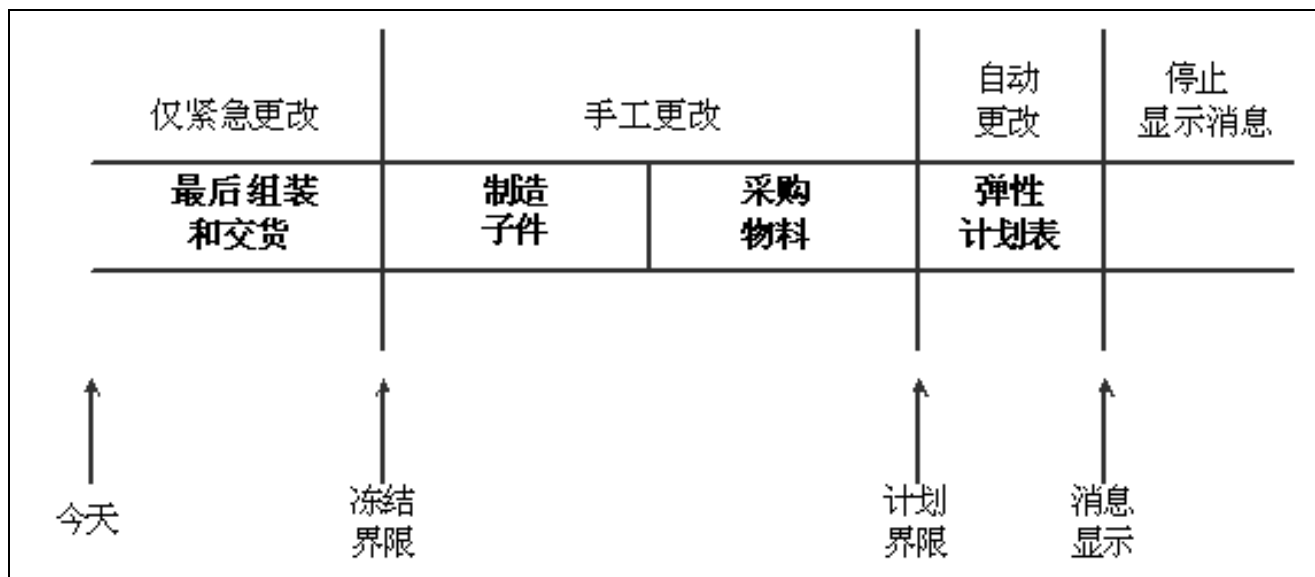 仅紧急更改
手工更改
自动
更改
停止
显示消息
最后组装
和交货
制造
子件
采购
物料
弹性
计划表
今天
冻结
界限
计划
界限
消息
显示